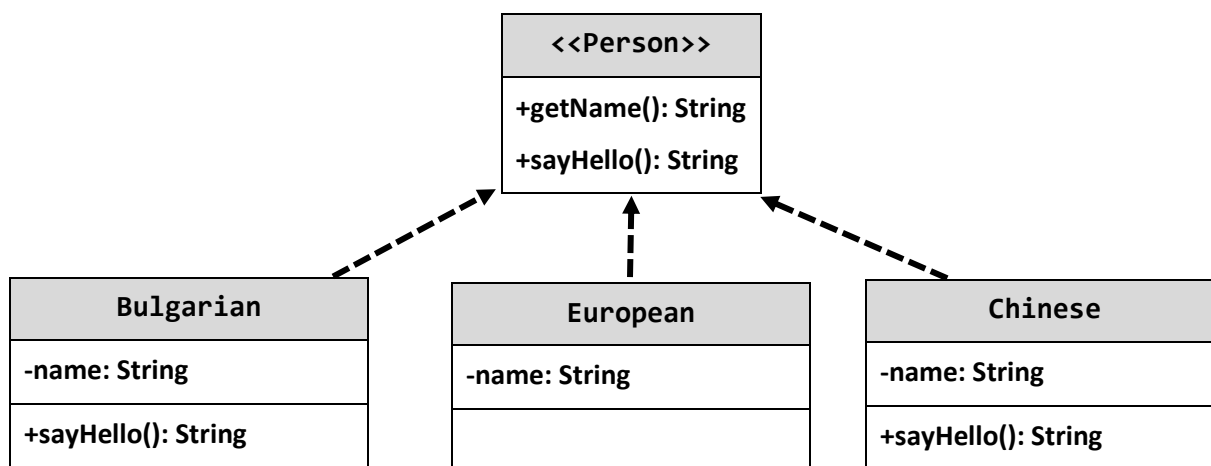 <<Person>>
+getName(): String
+sayHello(): String
Bulgarian
-name: String
+sayHello(): String
European
-name: String
Chinese
-name: String
+sayHello(): String